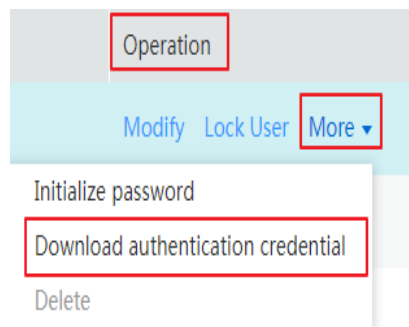 Operation
Modify Lock User More ▾
Initialize password
Download authentication credential
Delete